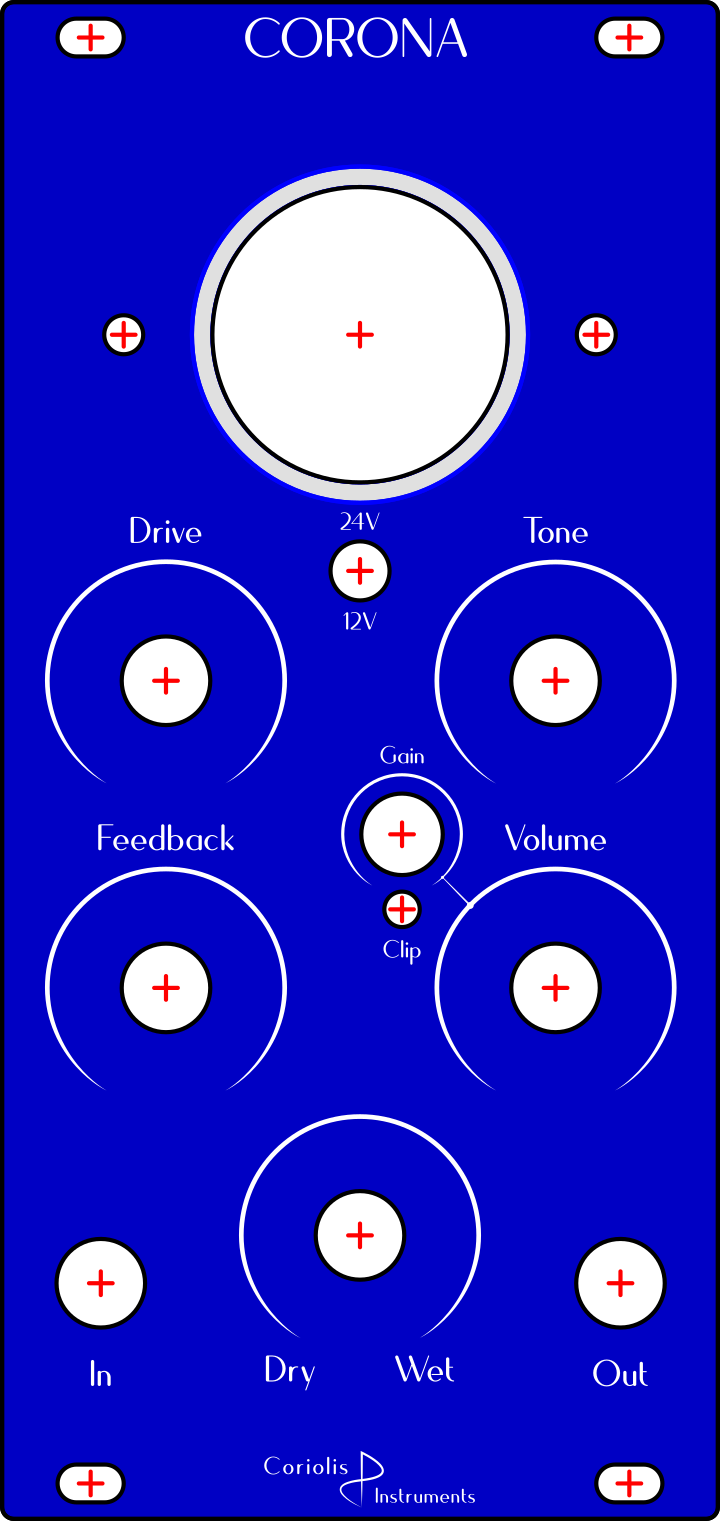 CORONA
24V
Drive
Tone
12V
Gain
Feedback
Volume
Clip
Dry
Wet
In
Out
Coriolis
Instruments